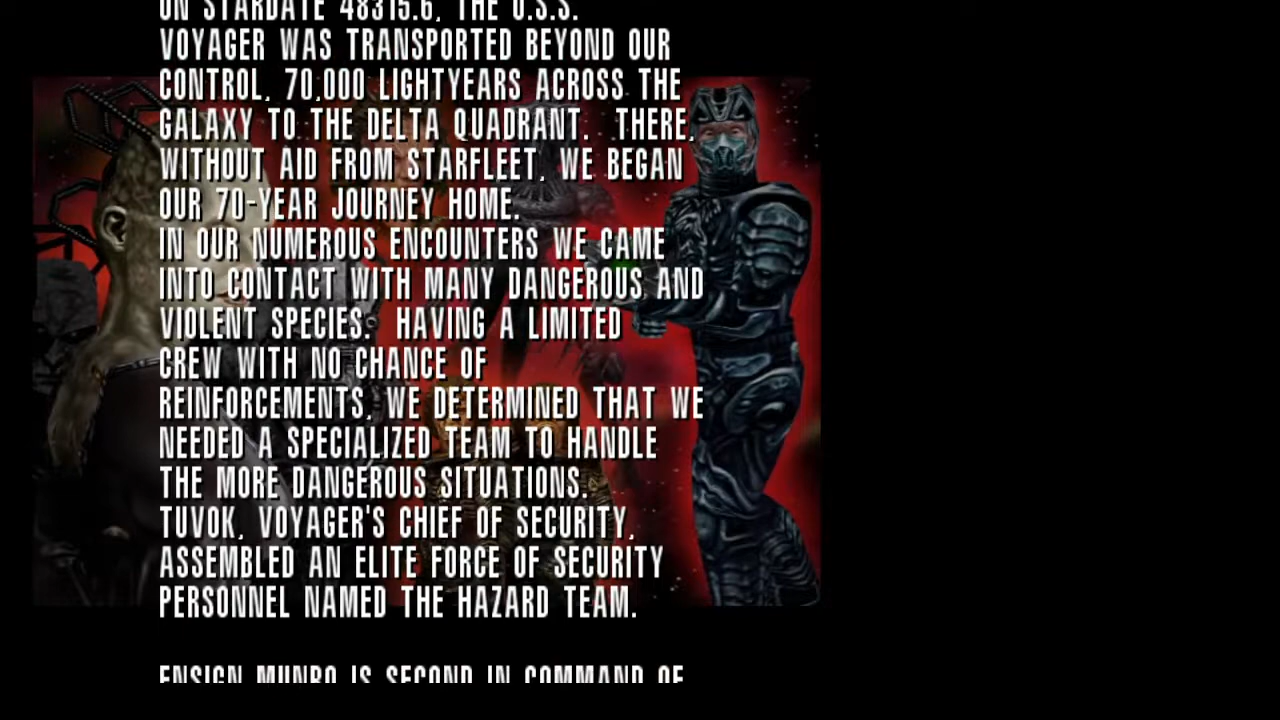 ON STARDATE 48315.6, THE U.S.S.
VOYAGER WAS TRANSPORTED BEYOND OUR
CONTROL, 70,000 LIGHTYEARS ACROSS THE
GALAXY TO THE DELTA QUADRANT. THERE,
WITHOUT AID FROM STARFLEET, WE BEGAN
OUR 70-YEAR JOURNEY HOME.
IN OUR NUMEROUS ENCOUNTERS WE CAME
INTO CONTACT WITH MANY DANGEROUS AND
VIOLENT SPECIES. HAVING A LIMITED
CREW WITH NO CHANCE OF
REINFORCEMENTS, WE DETERMINED THAT WE
NEEDED A SPECIALIZED TEAM TO HANDLE
THE MORE DANGEROUS SITUATIONS.
TUVOK, VOYAGER'S CHIEF OF SECURITY,
ASSEMBLED AN ELITE FORCE OF SECURITY
PERSONNEL NAMED THE HAZARD TEAM.
ENSIGN MUNRO IS SECOND IN COMMAND OF